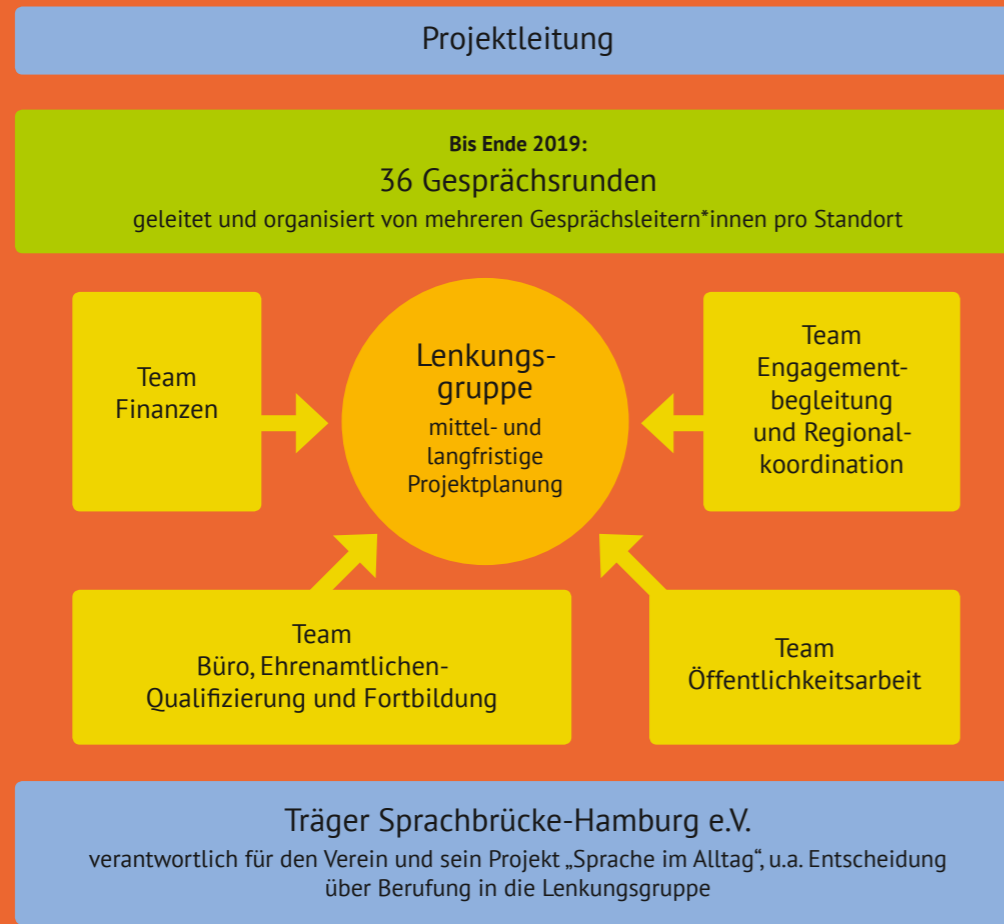 Projektleitung
Bis Ende 2019:
36 Gesprächsrunden
geleitet und organisiert von mehreren Gesprächsleitern*innen pro Standort
Team
Finanzen
Lenkungs-
gruppe
mittel- und
langfristige
Projektplanung
Team
Engagement-
begleitung
und Regional-
koordination
Team
Büro, Ehrenamtlichen-
Qualifizierung und Fortbildung
Team
Öffentlichkeitsarbeit
Träger Sprachbrücke-Hamburg e.V.
verantwortlich für den Verein und sein Projekt „Sprache im Alltag“, u.a. Entscheidung
über Berufung in die Lenkungsgruppe